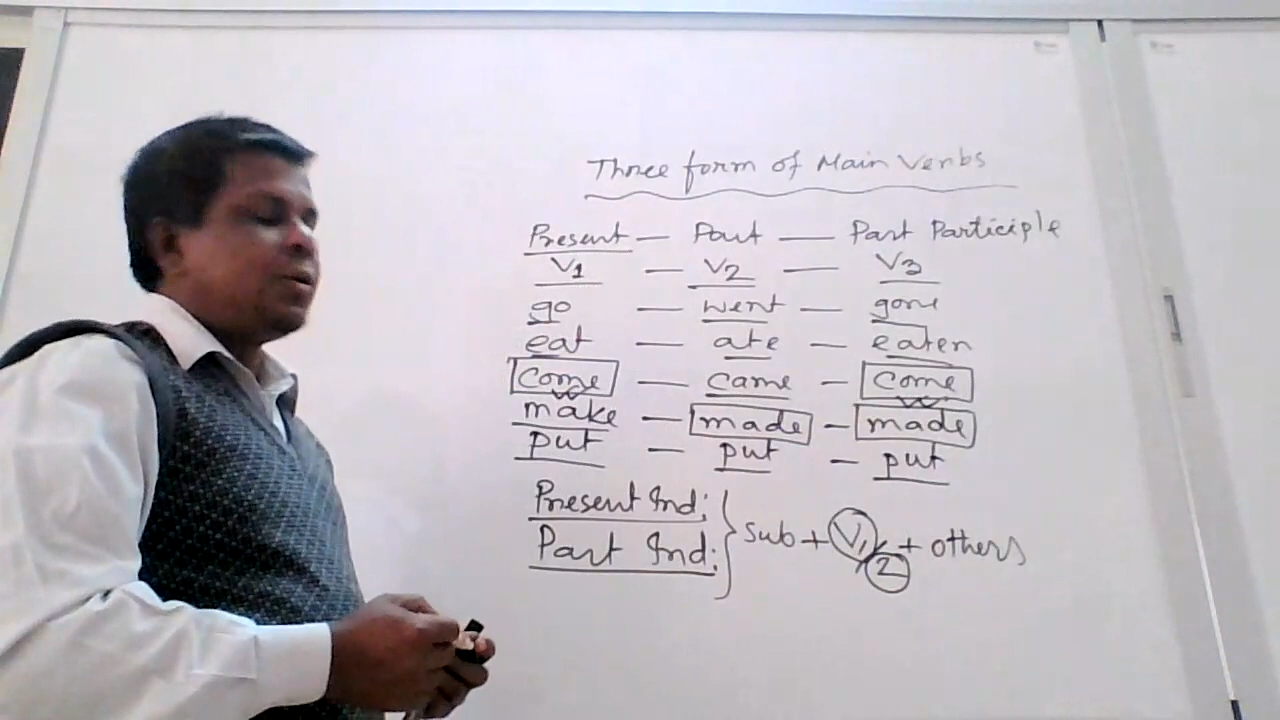 Three form of Main Verbs
Present — Past — Past Participle
V1 — V2 — V3
go — went — gone
eat — ate — eaten
come — came — come
make — made — made
put — put — put
Present Ind;
Past Ind;
} Sub + V1/2 + others